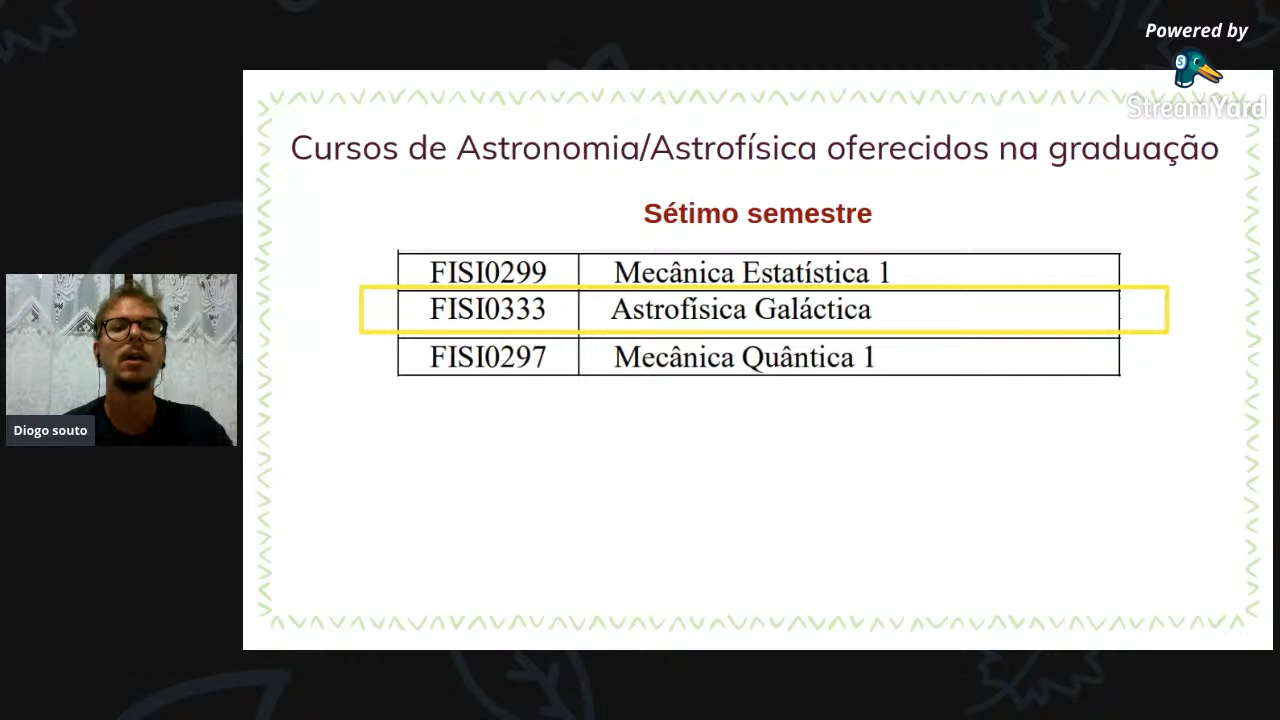 Powered by
StreamYard
Cursos de Astronomia/Astrofísica oferecidos na graduação
Sétimo semestre
FISI0299 Mecânica Estatística 1
FISI0333 Astrofísica Galáctica
FISI0297 Mecânica Quântica 1
Diogo souto